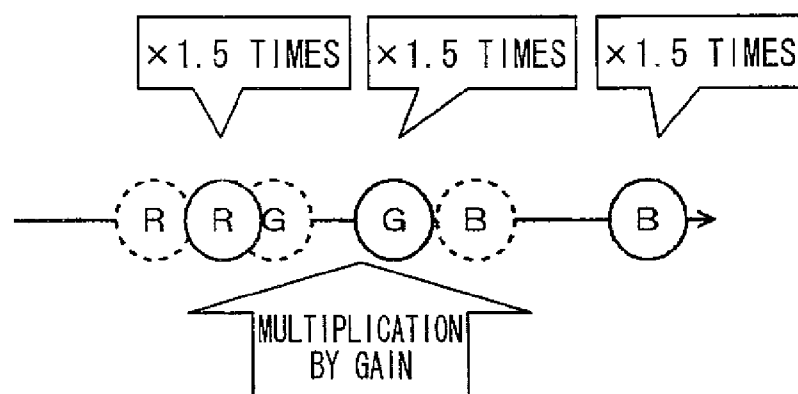 ×1.5 TIMES ×1.5 TIMES ×1.5 TIMES
R R G G B B
MULTIPLICATION
BY GAIN